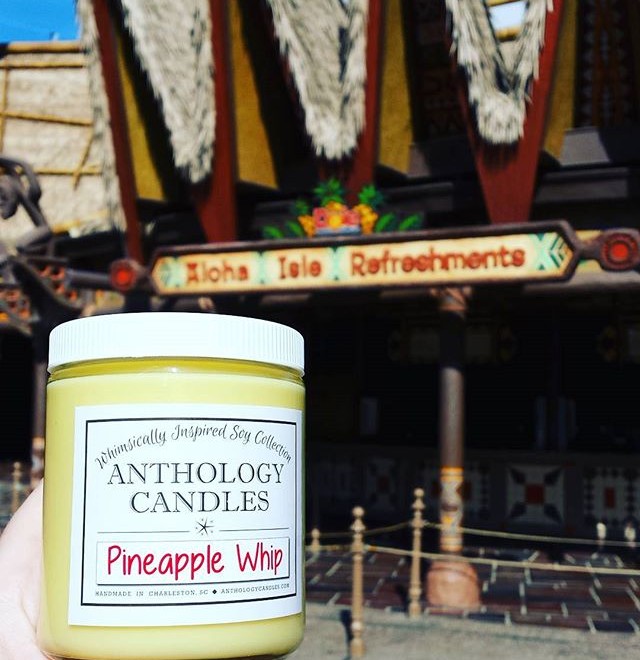 Aloha Isle Refreshments
Whimsically Inspired Soy Collection
ANTHOLOGY
CANDLES
Pineapple Whip
HANDMADE IN CHARLESTON, SC ◆ ANTHOLOGYCANDLES.COM